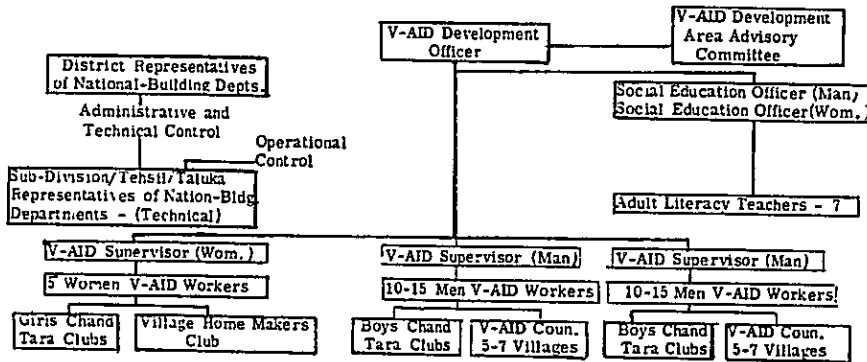 V-AID Development
Officer
V-AID Development
Area Advisory
Committee
District Representatives
of National-Building Depts.
Administrative and
Technical Control
Operational
Control
Sub-Division/Tehsil/Taluka
Representatives of Nation-Bldg.
Departments - (Technical)
Social Education Officer (Man)
Social Education Officer (Wom.)
Adult Literacy Teachers - 7
V-AID Supervisor (Wom.)
5 Women V-AID Workers
Girls Chand
Tara Clubs
Village Home Makers
Club
V-AID Supervisor (Man)
10-15 Men V-AID Workers
Boys Chand
Tara Clubs
V-AID Coun.
5-7 Villages
V-AID Supervisor (Man)
10-15 Men V-AID Workers
Boys Chand
Tara Clubs
V-AID Coun.
5-7 Villages